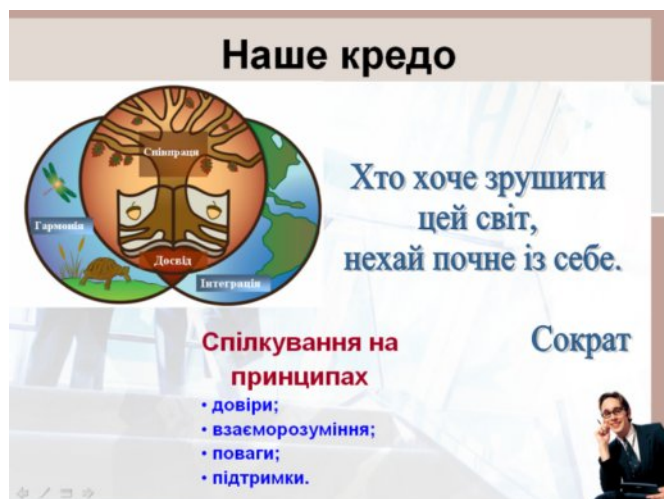 Наше кредо
Співпраця
Гармонія
Досвід
Інтеграція
Хто хоче зрушити
цей світ,
нехай почне із себе.
Сократ
Спілкування на
принципах
• довіри;
• взаєморозуміння;
• поваги;
• підтримки.